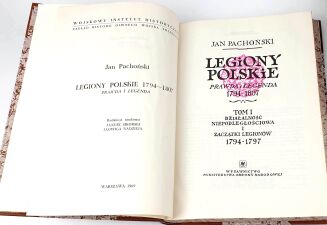 WOJSKOWY INSTYTUT HISTORYCZNY
Jan Pachoński
LEGIONY POLSKIE 1794-1807
PRAWDA I LEGENDA
WARSZAWA 1969
JAN PACHOŃSKI
LEGIONY
POLSKIE
PRAWDA I LEGENDA
1794-1807
TOM I
DZIAŁALNOŚĆ
NIEPODLEGŁOŚCIOWA
I
ZACZĄTKI LEGIONÓW
1794-1797
WYDAWNICTWO
MINISTERSTWA OBRONY NARODOWEJ